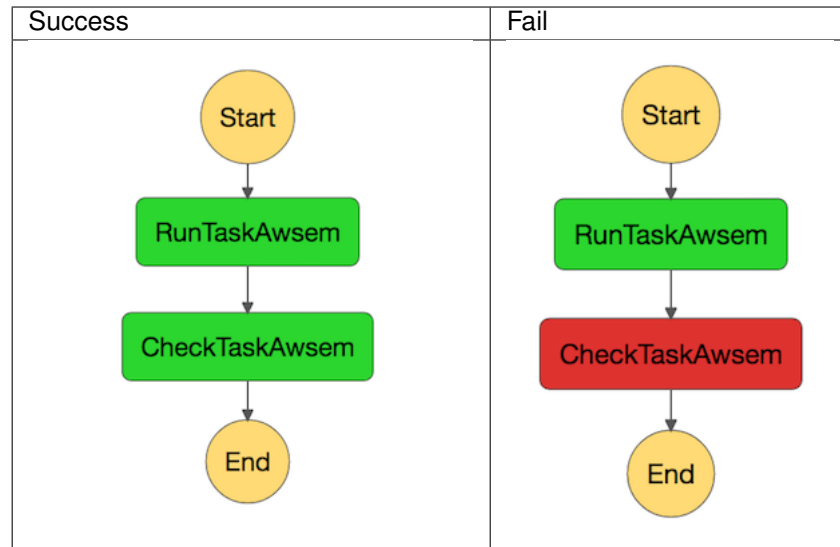 Success
Fail
Start
RunTaskAwsem
CheckTaskAwsem
End
Start
RunTaskAwsem
CheckTaskAwsem
End